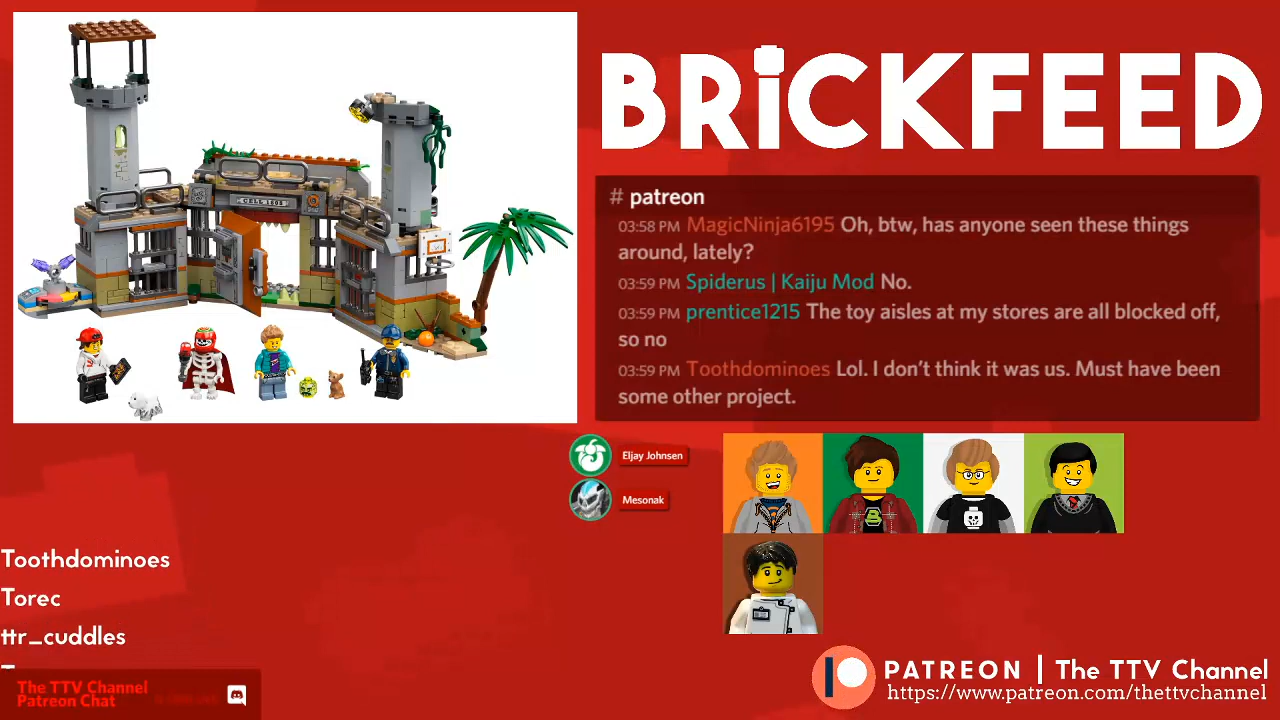 BRiCKFEED
CELL 1808
# patreon
03:58 PM MagicNinja6195 Oh, btw, has anyone seen these things
around, lately?
03:59 PM Spiderus | Kaiju Mod No.
03:59 PM prentice1215 The toy aisles at my stores are all blocked off,
so no
03:59 PM Toothdominoes Lol. I don't think it was us. Must have been
some other project.
Eljay Johnsen
Mesonak
Toothdominoes
Torec
ttr_cuddles
The TTV Channel
Patreon Chat
PATREON | The TTV Channel
https://www.patreon.com/thettvchannel